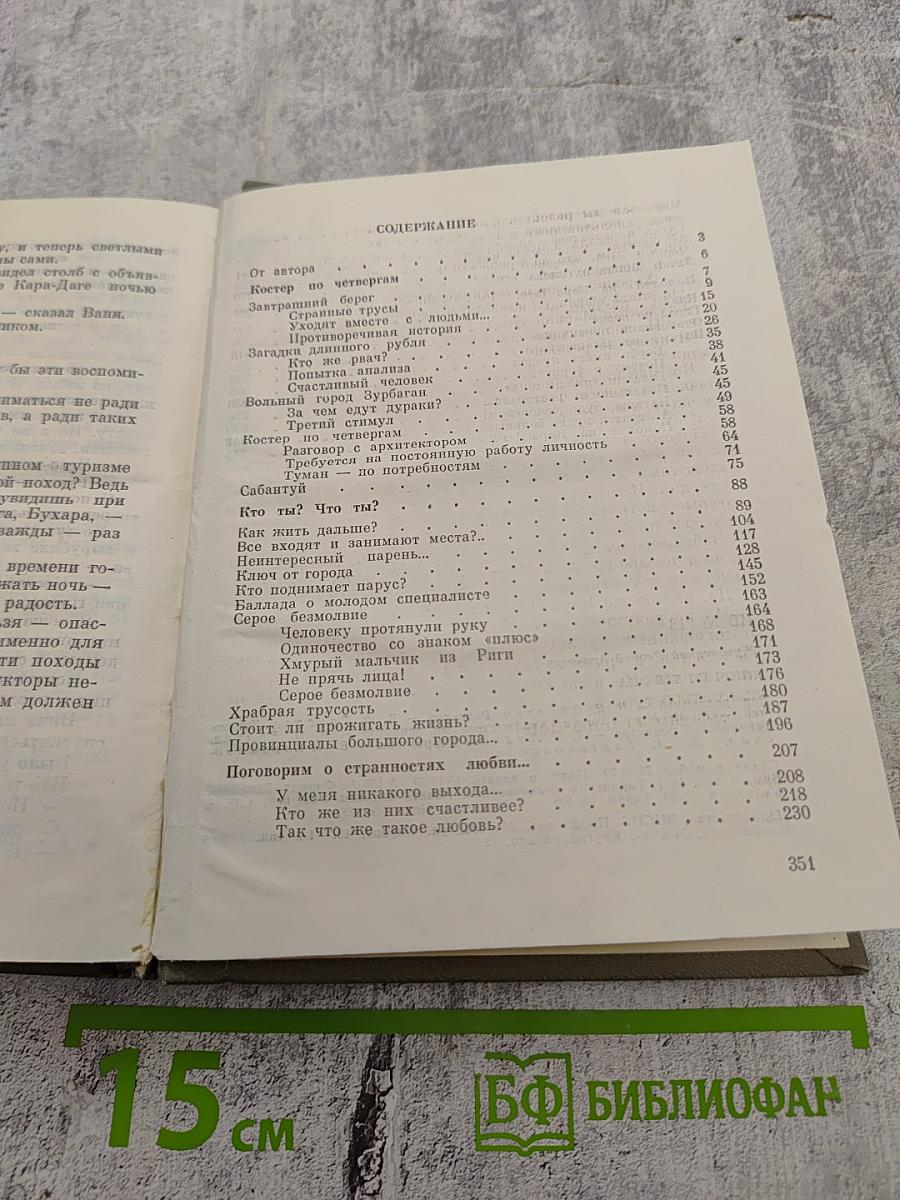 у, и теперь светлыми
ны сами.
видел столб с объяв-
е Кара-Даге ночью
— сказал Ваня.
иком.
бы эти воспоми-
иматься не ради
в, а ради таких
пном туризме
ой поход? Ведь
увидишь при
га, Бухара, —
важды — раз
времени го-
жать ночь —
радость.
ья — опас-
именно для
ти походы
кторы не-
м должен
СОДЕРЖАНИЕ
От автора . . . . . . . . . . 3
Костер по четвергам . . . . . . . . 6
Завтрашний берег . . . . . . . . 7
Странные трусы . . . . . . . . 9
Уходят вместе с людьми... . . . . . . 15
Противоречивая история . . . . . . 20
Загадки длинного рубля . . . . . . . 26
Кто же рвач? . . . . . . . . 35
Попытка анализа . . . . . . . . 38
Счастливый человек . . . . . . . 41
Вольный город Зурбаган . . . . . . . 45
За чем едут дураки? . . . . . . . 45
Третий стимул . . . . . . . . 49
Костер по четвергам . . . . . . . . 58
Разговор с архитектором . . . . . . 58
Требуется на постоянную работу личность . . 64
Туман — по потребностям . . . . . . 71
Сабантуй . . . . . . . . . . 75
Кто ты? Что ты? . . . . . . . . . 88
Как жить дальше? . . . . . . . . 89
Все входят и занимают места?.. . . . . . 104
Неинтересный парень... . . . . . . . 117
Ключ от города . . . . . . . . . 128
Кто поднимает парус? . . . . . . . 145
Баллада о молодом специалисте . . . . . 152
Серое безмолвие . . . . . . . . . 163
Человеку протянули руку . . . . . . 164
Одиночество со знаком «плюс» . . . . . 168
Хмурый мальчик из Риги . . . . . . 171
Не прячь лица! . . . . . . . . 173
Серое безмолвие . . . . . . . . 176
Храбрая трусость . . . . . . . . 180
Стоит ли прожигать жизнь? . . . . . . 187
Провинциалы большого города... . . . . . 196
Поговорим о странностях любви... . . . . . 207
У меня никакого выхода... . . . . . . 208
Кто же из них счастливее? . . . . . . 218
Так что же такое любовь? . . . . . . 230
351
15 см
БФ БИБЛИОФАН